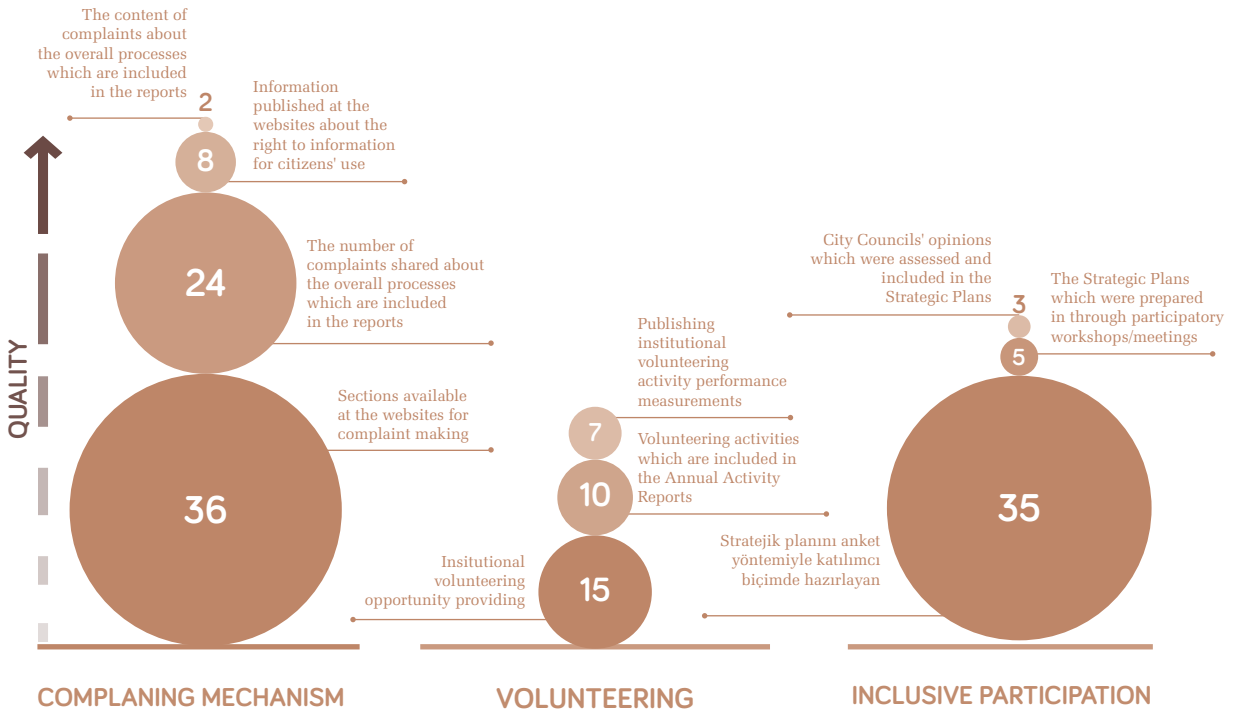 The content of
complaints about
the overall processes
which are included
in the reports
2
Information
published at the
websites about the
right to information
for citizens' use
8
The number of
complaints shared about
the overall processes
which are included
in the reports
24
Sections available
at the websites for
complaint making
36
QUALITY
COMPLANING MECHANISM
Publishing
institutional
volunteering
activity performance
measurements
7
Volunteering activities
which are included in
the Annual Activity
Reports
10
Insitutional
volunteering
opportunity providing
15
VOLUNTEERING
City Councils' opinions
which were assessed and
included in the
Strategic Plans
3
The Strategic Plans
which were prepared
in through participatory
workshops/meetings
5
Stratejik planını anket
yöntemiyle katılımcı
biçimde hazırlayan
35
INCLUSIVE PARTICIPATION